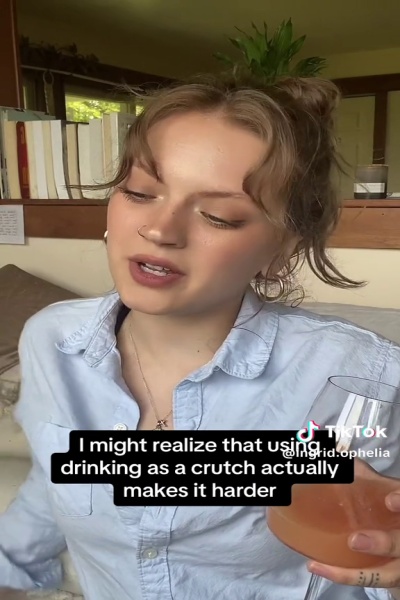 TikTok
@Ingrid.ophelia
I might realize that using
drinking as a crutch actually
makes it harder